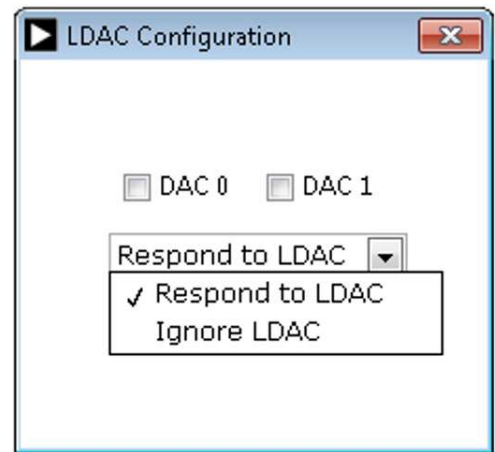 LDAC Configuration
DAC 0 DAC 1
Respond to LDAC
Respond to LDAC
Ignore LDAC